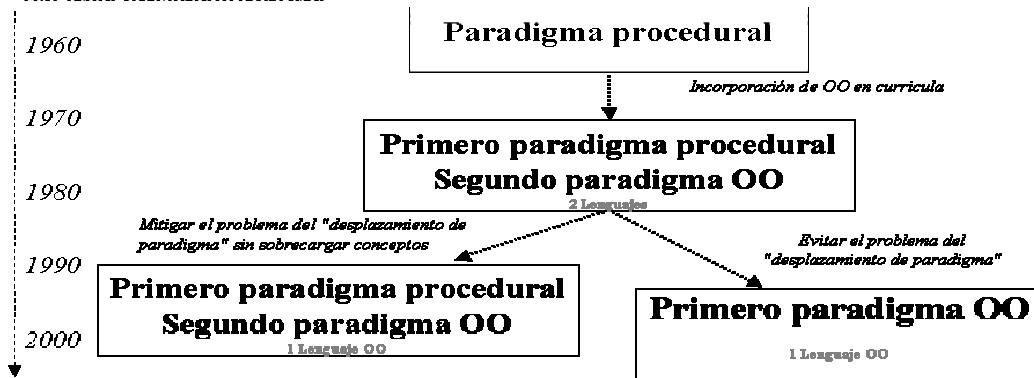 1960
Paradigma procedural
Incorporación de OO en curricula
1970
Primero paradigma procedural
Segundo paradigma OO
2 Lenguajes
1980
Mitigar el problema del "desplazamiento de
paradigma" sin sobrecargar conceptos
Evitar el problema del
"desplazamiento de paradigma"
1990
Primero paradigma procedural
Segundo paradigma OO
1 Lenguaje OO
Primero paradigma OO
1 Lenguaje OO
2000